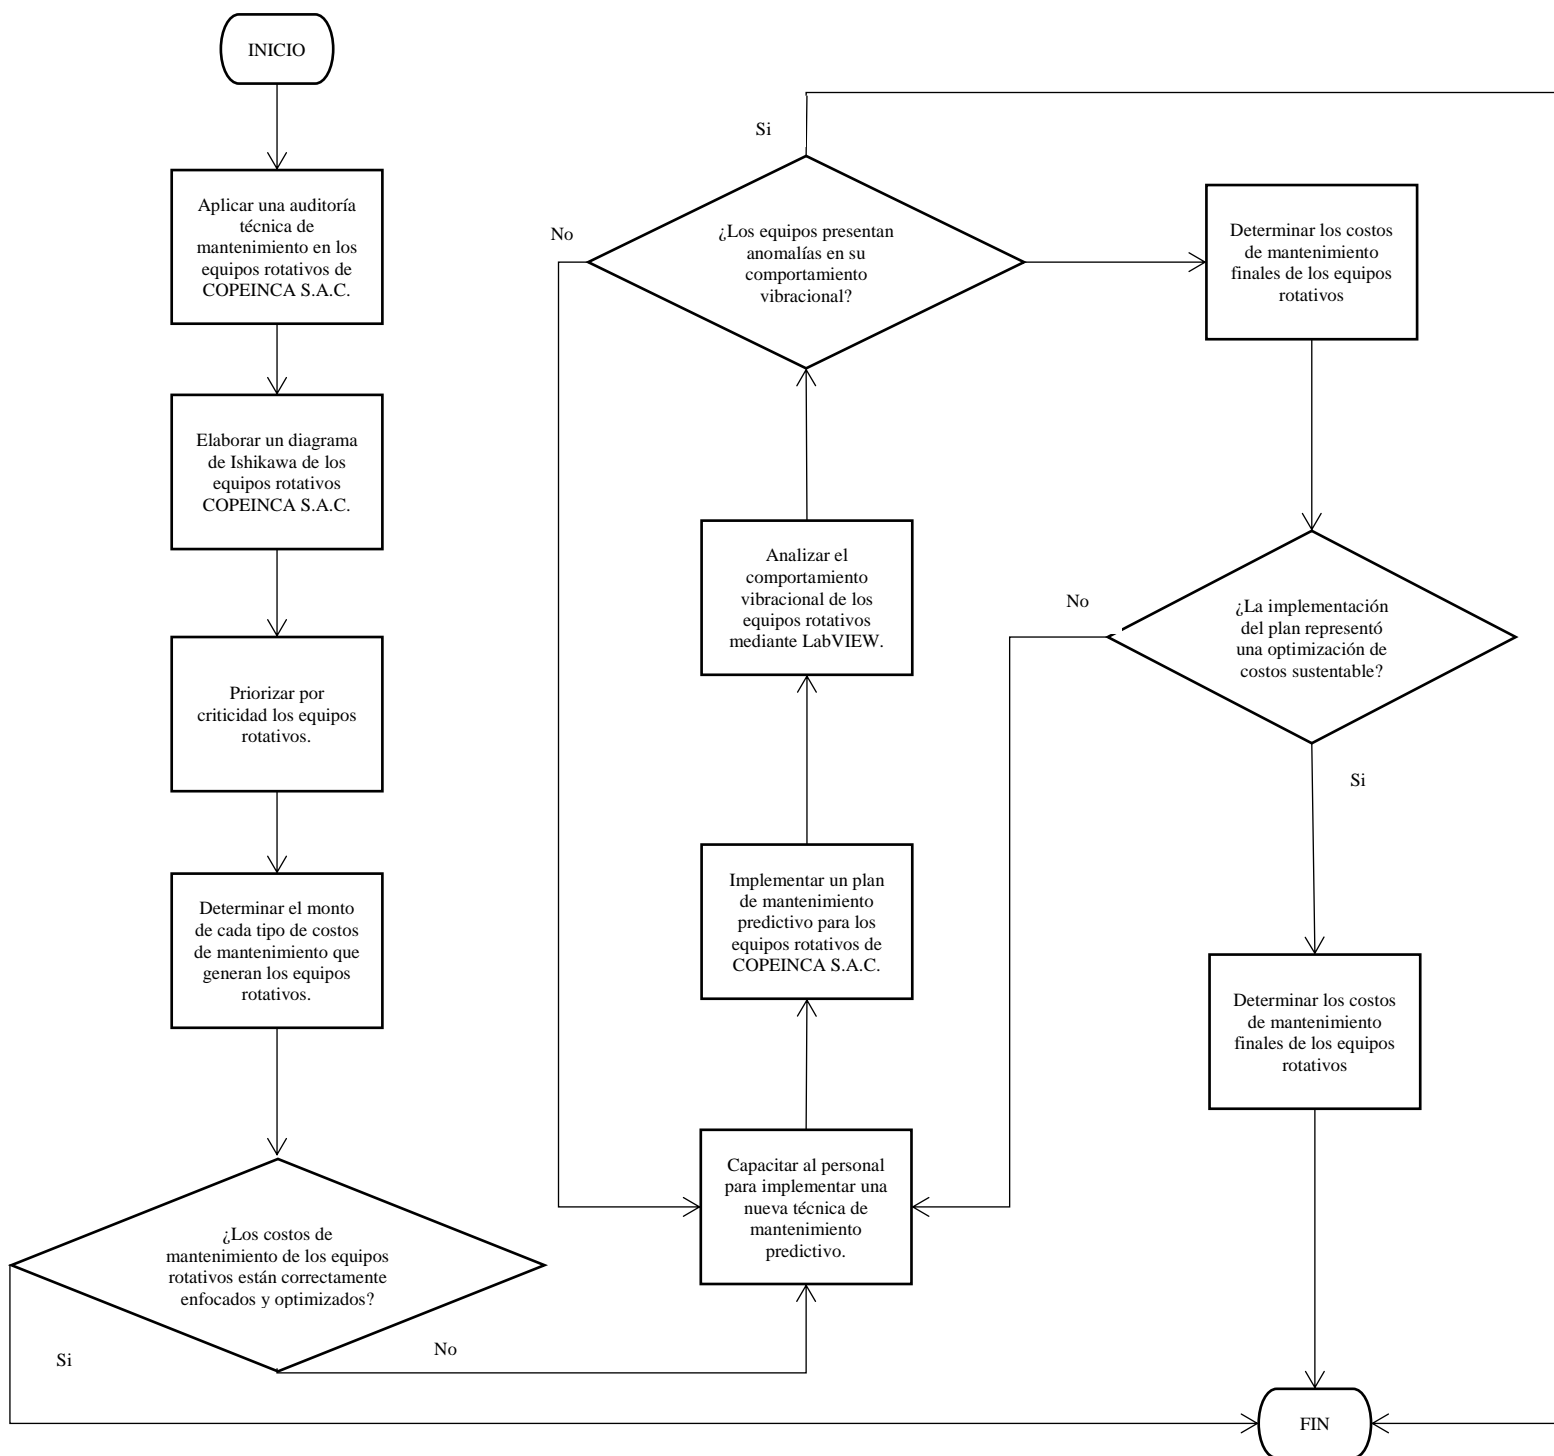 INICIO
Aplicar una auditoría
técnica de
mantenimiento en los
equipos rotativos de
COPEINCA S.A.C.
Elaborar un diagrama
de Ishikawa de los
equipos rotativos
COPEINCA S.A.C.
Priorizar por
criticidad los equipos
rotativos.
Determinar el monto
de cada tipo de costos
de mantenimiento que
generan los equipos
rotativos.
¿Los costos de
mantenimiento de los equipos
rotativos están correctamente
enfocados y optimizados?
Si
No
Si
No
¿Los equipos presentan
anomalías en su
comportamiento
vibracional?
Analizar el
comportamiento
vibracional de los
equipos rotativos
mediante LabVIEW.
Implementar un plan
de mantenimiento
predictivo para los
equipos rotativos de
COPEINCA S.A.C.
Capacitar al personal
para implementar una
nueva técnica de
mantenimiento
predictivo.
Determinar los costos
de mantenimiento
finales de los equipos
rotativos
No
¿La implementación
del plan representó
una optimización de
costos sustentable?
Si
Determinar los costos
de mantenimiento
finales de los equipos
rotativos
FIN